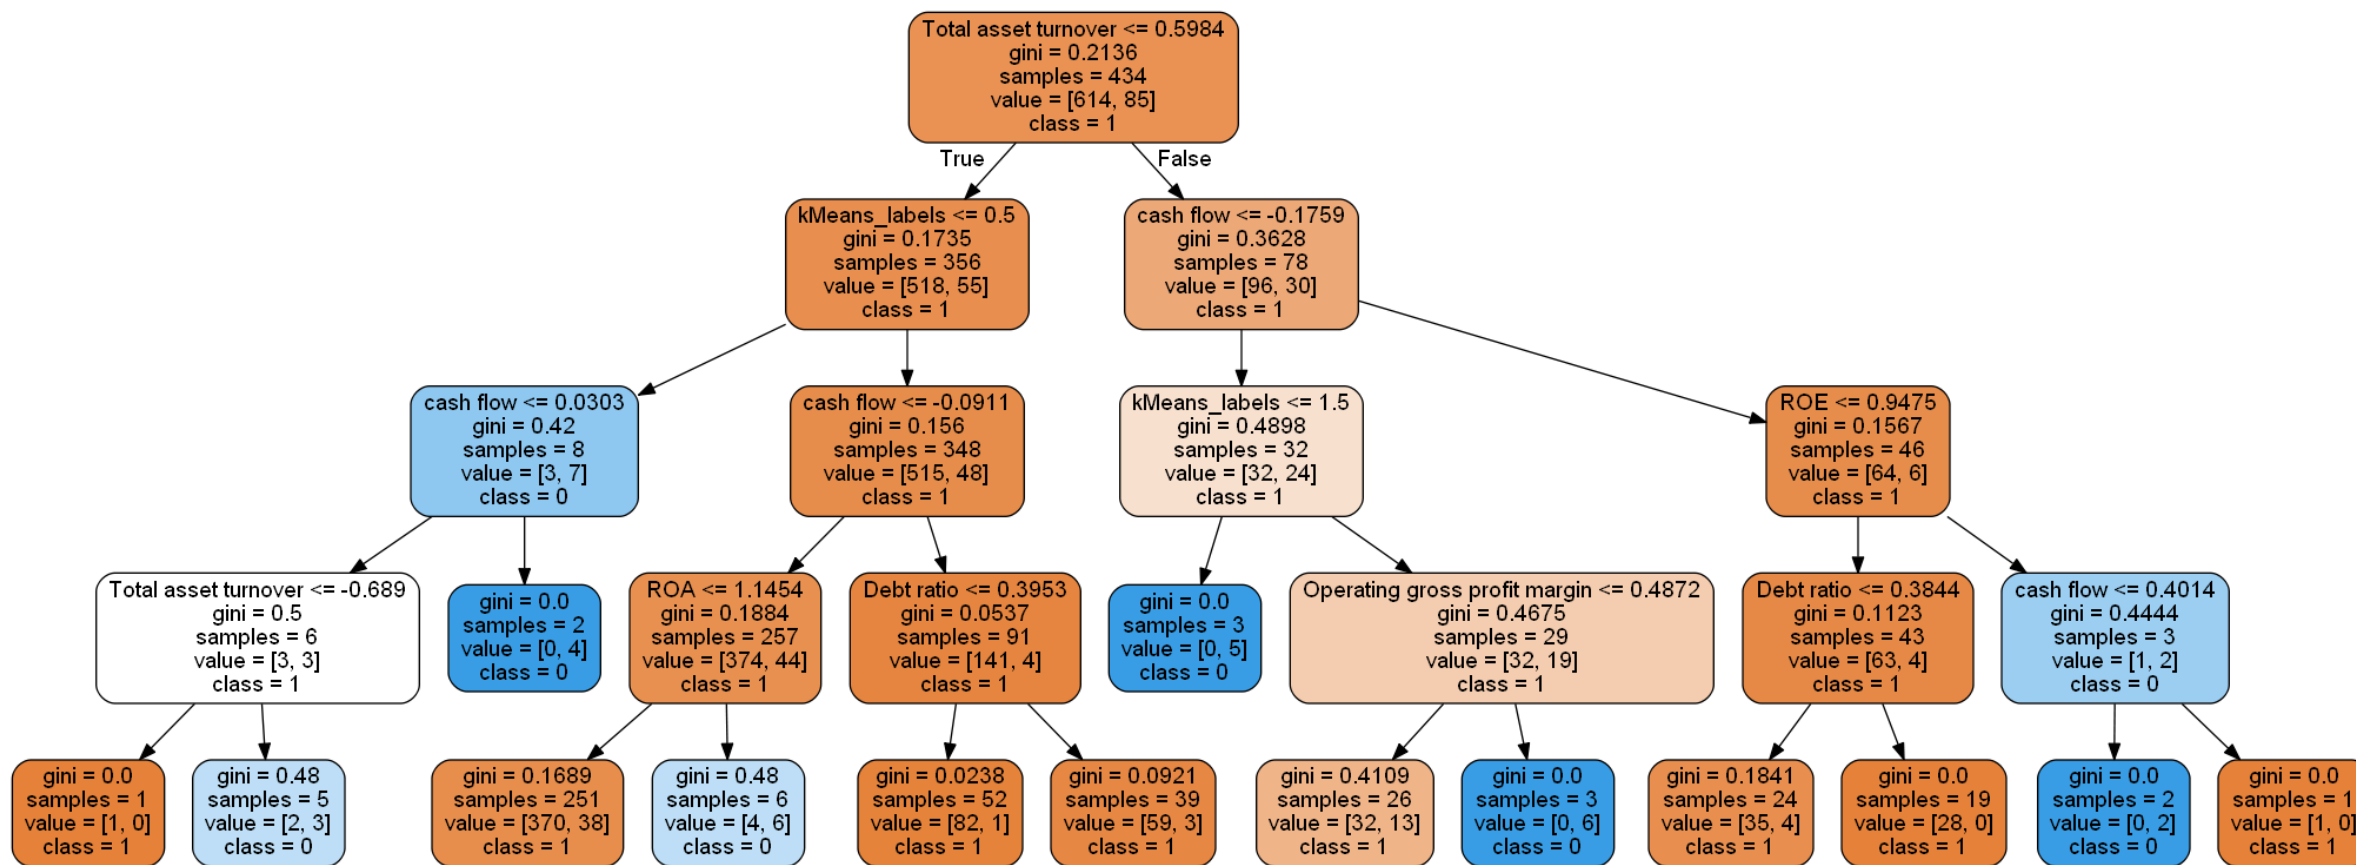 Total asset turnover <= 0.5984
gini = 0.2136
samples = 434
value = [614, 85]
class = 1
True
False
kMeans_labels <= 0.5
gini = 0.1735
samples = 356
value = [518, 55]
class = 1
cash flow <= -0.1759
gini = 0.3628
samples = 78
value = [96, 30]
class = 1
cash flow <= 0.0303
gini = 0.42
samples = 8
value = [3, 7]
class = 0
cash flow <= -0.0911
gini = 0.156
samples = 348
value = [515, 48]
class = 1
kMeans_labels <= 1.5
gini = 0.4898
samples = 32
value = [32, 24]
class = 1
ROE <= 0.9475
gini = 0.1567
samples = 46
value = [64, 6]
class = 1
Total asset turnover <= -0.689
gini = 0.5
samples = 6
value = [3, 3]
class = 1
gini = 0.0
samples = 2
value = [0, 4]
class = 0
ROA <= 1.1454
gini = 0.1884
samples = 257
value = [374, 44]
class = 1
Debt ratio <= 0.3953
gini = 0.0537
samples = 91
value = [141, 4]
class = 1
gini = 0.0
samples = 3
value = [0, 5]
class = 0
Operating gross profit margin <= 0.4872
gini = 0.4675
samples = 29
value = [32, 19]
class = 1
Debt ratio <= 0.3844
gini = 0.1123
samples = 43
value = [63, 4]
class = 1
cash flow <= 0.4014
gini = 0.4444
samples = 3
value = [1, 2]
class = 0
gini = 0.0
samples = 1
value = [1, 0]
class = 1
gini = 0.48
samples = 5
value = [2, 3]
class = 0
gini = 0.1689
samples = 251
value = [370, 38]
class = 1
gini = 0.48
samples = 6
value = [4, 6]
class = 0
gini = 0.0238
samples = 52
value = [82, 1]
class = 1
gini = 0.0921
samples = 39
value = [59, 3]
class = 1
gini = 0.4109
samples = 26
value = [32, 13]
class = 1
gini = 0.0
samples = 3
value = [0, 6]
class = 0
gini = 0.1841
samples = 24
value = [35, 4]
class = 1
gini = 0.0
samples = 19
value = [28, 0]
class = 1
gini = 0.0
samples = 2
value = [0, 2]
class = 0
gini = 0.0
samples = 1
value = [1, 0]
class = 1